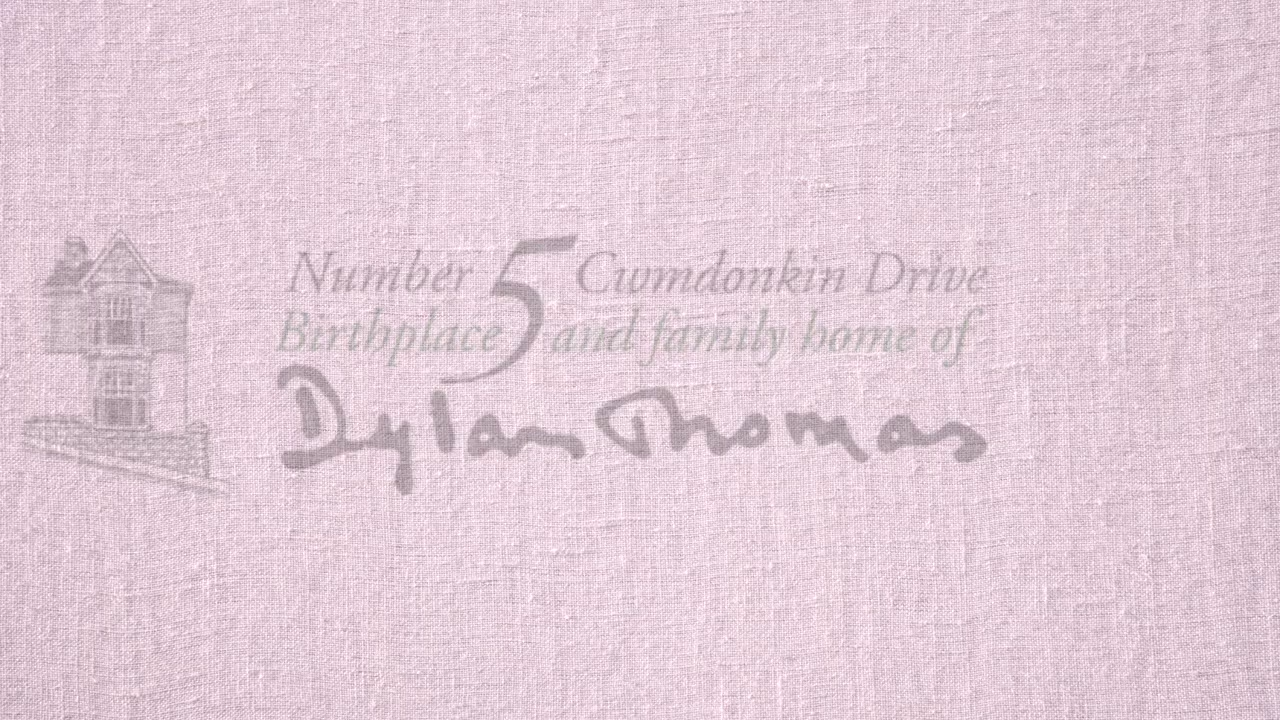 Number 5 Cwmdonkin Drive
Birthplace and family home of
Dylan Thomas